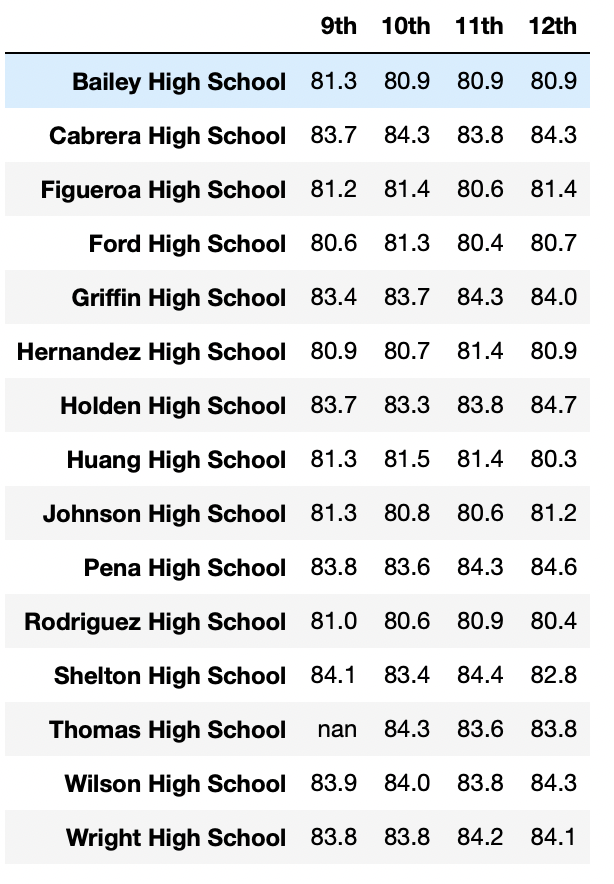 9th 10th 11th 12th
Bailey High School 81.3 80.9 80.9 80.9
Cabrera High School 83.7 84.3 83.8 84.3
Figueroa High School 81.2 81.4 80.6 81.4
Ford High School 80.6 81.3 80.4 80.7
Griffin High School 83.4 83.7 84.3 84.0
Hernandez High School 80.9 80.7 81.4 80.9
Holden High School 83.7 83.3 83.8 84.7
Huang High School 81.3 81.5 81.4 80.3
Johnson High School 81.3 80.8 80.6 81.2
Pena High School 83.8 83.6 84.3 84.6
Rodriguez High School 81.0 80.6 80.9 80.4
Shelton High School 84.1 83.4 84.4 82.8
Thomas High School nan 84.3 83.6 83.8
Wilson High School 83.9 84.0 83.8 84.3
Wright High School 83.8 83.8 84.2 84.1